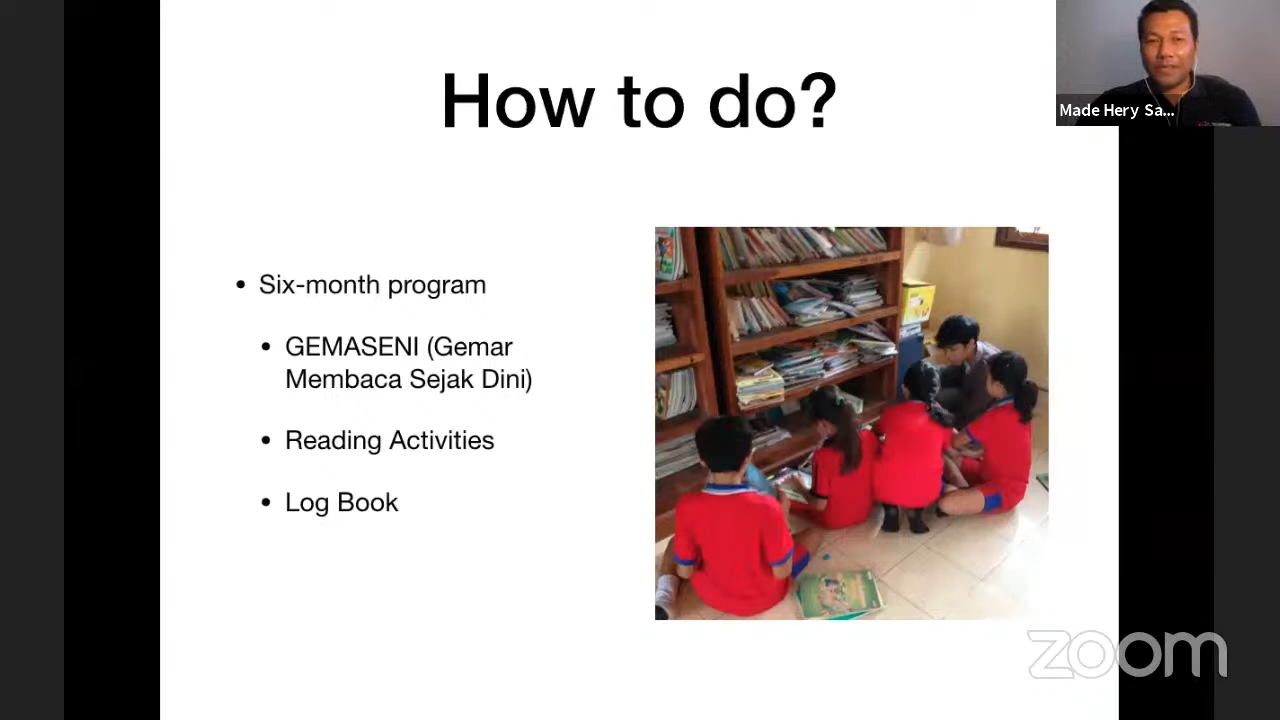 How to do?
Made Hery Sa...
• Six-month program
• GEMASENI (Gemar
Membaca Sejak Dini)
• Reading Activities
• Log Book
zoom